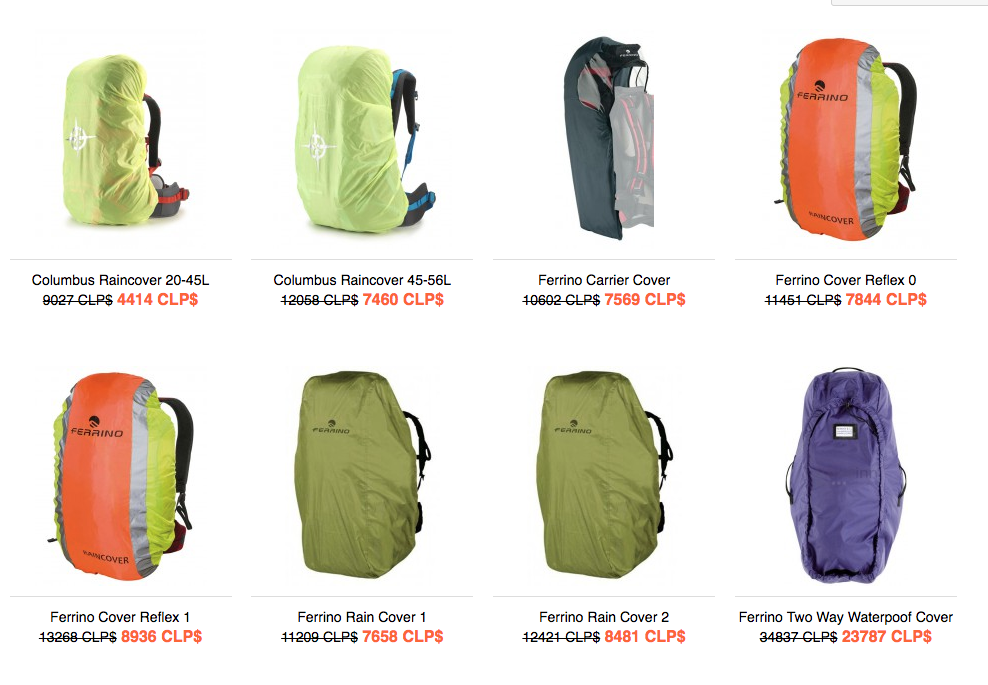 FERRINO
FERRINO
RAINCOVER
Columbus Raincover 20-45L
9027 CLP$ 4414 CLP$
Columbus Raincover 45-56L
12058 CLP$ 7460 CLP$
Ferrino Carrier Cover
10602 CLP$ 7569 CLP$
Ferrino Cover Reflex 0
11451 CLP$ 7844 CLP$
FERRINO
RAINCOVER
FERRINO
FERRINO
Ferrino Cover Reflex 1
13268 CLP$ 8936 CLP$
Ferrino Rain Cover 1
11209 CLP$ 7658 CLP$
Ferrino Rain Cover 2
12421 CLP$ 8481 CLP$
Ferrino Two Way Waterpoof Cover
34837 CLP$ 23787 CLP$